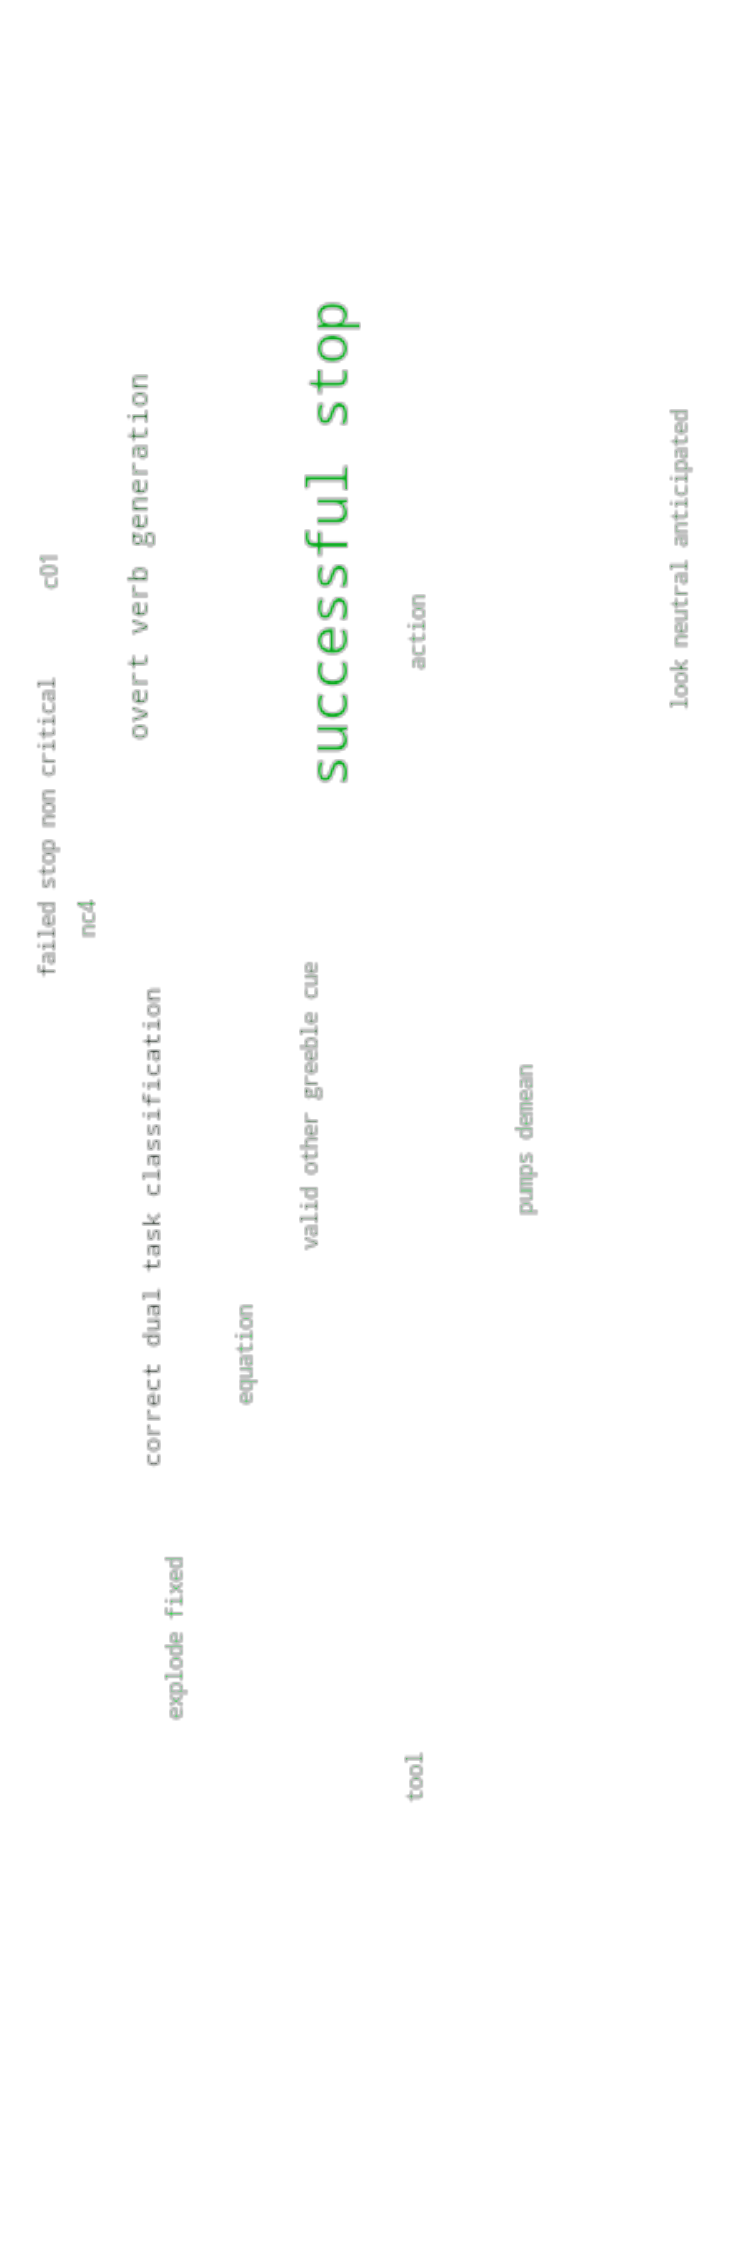 c01
failed stop non critical
nc4
overt verb generation
correct dual task classification
explode fixed
equation
successful stop
valid other greeble cue
action
tool
pumps demean
look neutral anticipated